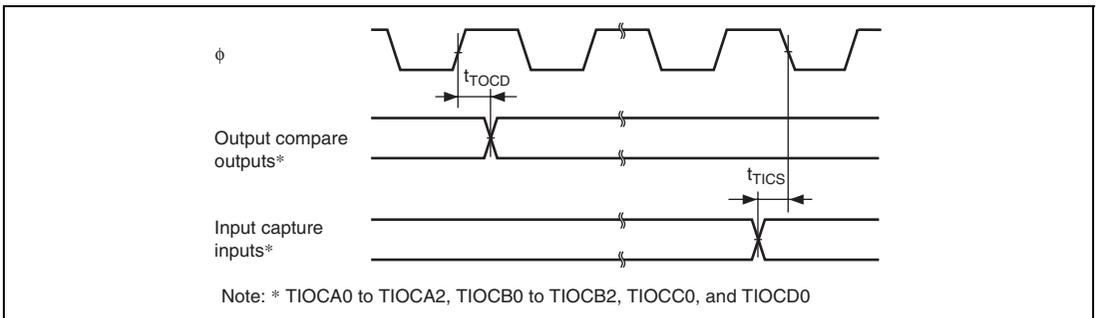 ϕ
tTOCD
Output compare
outputs*
tTICS
Input capture
inputs*
Note: * TIOCA0 to TIOCA2, TIOCB0 to TIOCB2, TIOCC0, and TIOCD0